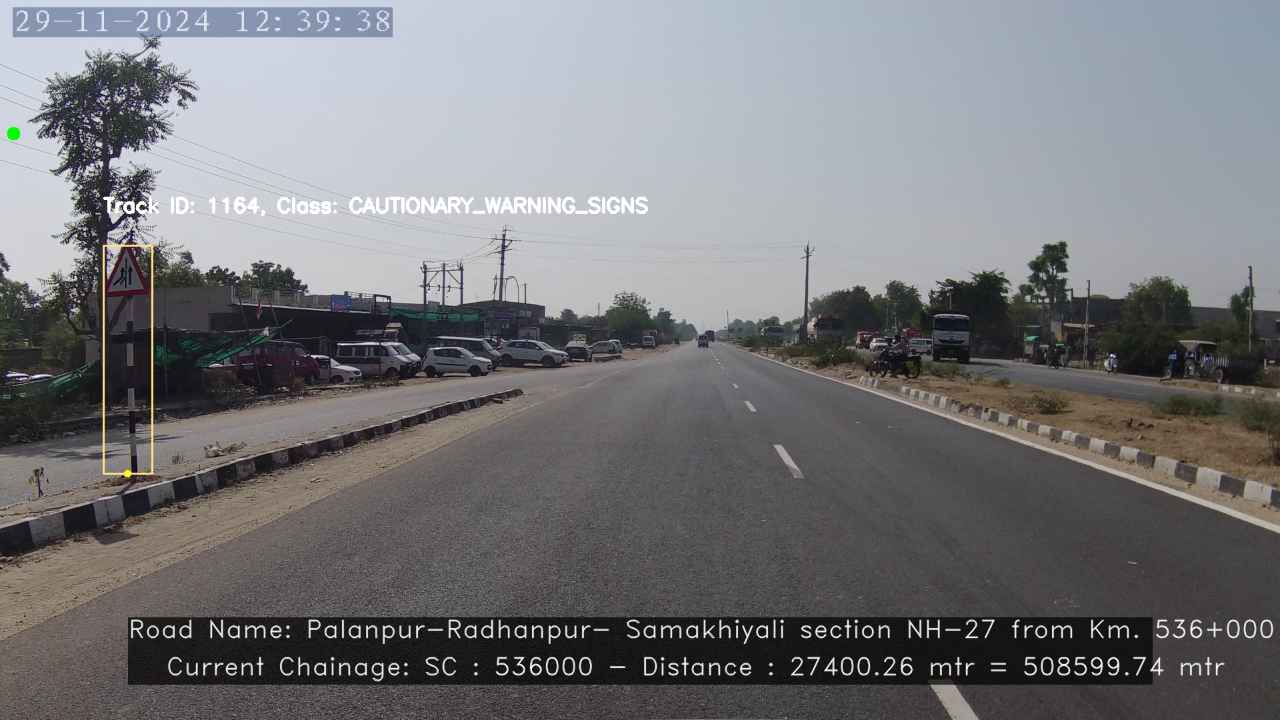 29-11-2024 12:39:38
Track ID: 1164, Class: CAUTIONARY_WARNING_SIGNS
Road Name: Palanpur-Radhanpur- Samakhiyali section NH-27 from Km. 536+000
Current Chainage: SC : 536000 - Distance : 27400.26 mtr = 508599.74 mtr